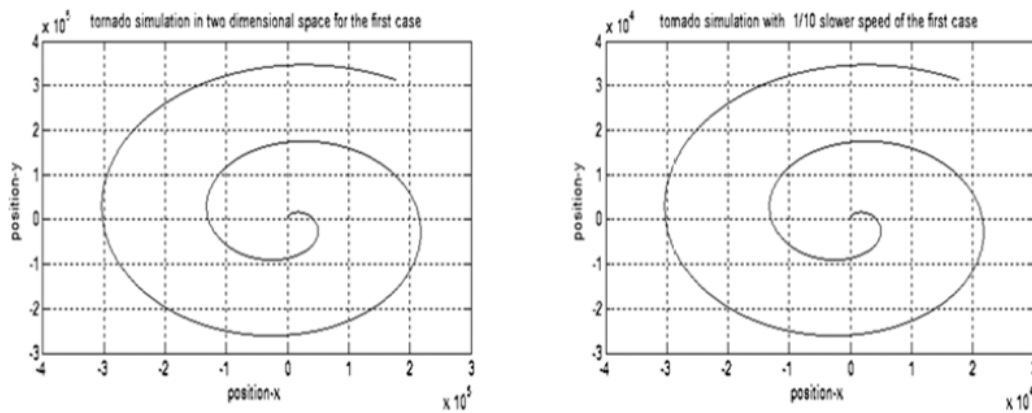 x 10^5 tornado simulation in two dimensional space for the first case
4
3
2
1
0
-1
-2
-3
position-y
-4 -3 -2 -1 0 1 2 3
position-x
x 10^5
x 10^4 tornado simulation with 1/10 slower speed of the first case
4
3
2
1
0
-1
-2
-3
position-y
-4 -3 -2 -1 0 1 2 3
position-x